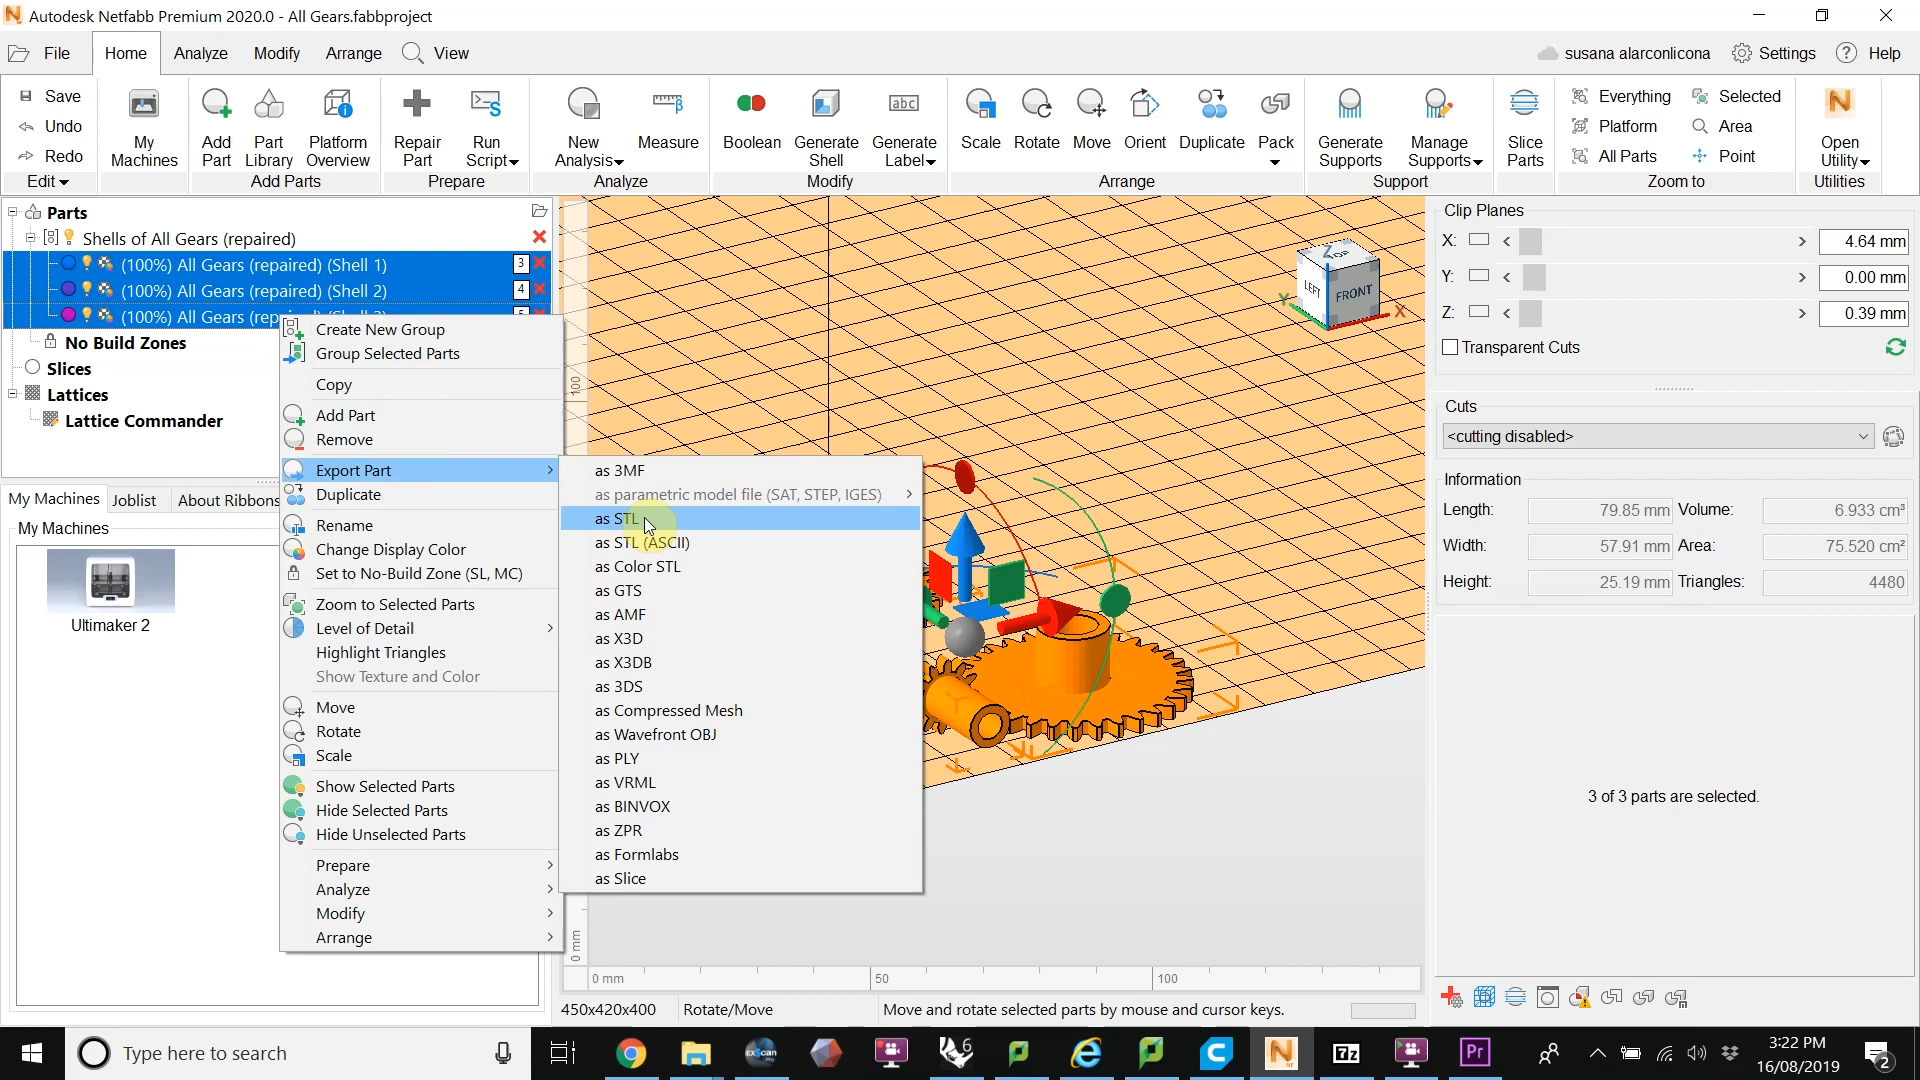 Autodesk Netfabb Premium 2020.0 - All Gears.fabbproject
File Home Analyze Modify Arrange View
susana alarconlicona Settings Help
Save
Undo
Redo
Edit
My Machines
Add Part
Part Library
Platform Overview
Add Parts
Repair Part
Run Script
Prepare
New Analysis
Measure
Analyze
Boolean
Generate Shell
abc
Generate Label
Modify
Scale
Rotate
Move
Orient
Duplicate
Pack
Arrange
Generate Supports
Manage Supports
Support
Slice Parts
Everything
Platform
All Parts
Selected
Area
Point
Zoom to
Open Utility
Utilities
Parts
Shells of All Gears (repaired)
(100%) All Gears (repaired) (Shell 1) 3
(100%) All Gears (repaired) (Shell 2) 4
(100%) All Gears (repaired)
No Build Zones
Slices
Lattices
Lattice Commander
My Machines Joblist About Ribbons
My Machines
Ultimaker 2
Create New Group
Group Selected Parts
Copy
Add Part
Remove
Export Part
Duplicate
Rename
Change Display Color
Set to No-Build Zone (SL, MC)
Zoom to Selected Parts
Level of Detail
Highlight Triangles
Show Texture and Color
Move
Rotate
Scale
Show Selected Parts
Hide Selected Parts
Hide Unselected Parts
Prepare
Analyze
Modify
Arrange
as 3MF
as parametric model file (SAT, STEP, IGES)
as STL
as STL (ASCII)
as Color STL
as GTS
as AMF
as X3D
as X3DB
as 3DS
as Compressed Mesh
as Wavefront OBJ
as PLY
as VRML
as BINVOX
as ZPR
as Formlabs
as Slice
100
0 mm
0 mm 50 100
Z
TOP
LEFT
FRONT
Y
X
450x420x400 Rotate/Move Move and rotate selected parts by mouse and cursor keys.
Clip Planes
X: 4.64 mm
Y: 0.00 mm
Z: 0.39 mm
Transparent Cuts
Cuts
<cutting disabled>
Information
Length: 79.85 mm Volume: 6.933 cm³
Width: 57.91 mm Area: 75.520 cm²
Height: 25.19 mm Triangles: 4480
3 of 3 parts are selected.
Type here to search
EXScan
6
7z
Pr
3:22 PM
16/08/2019
2